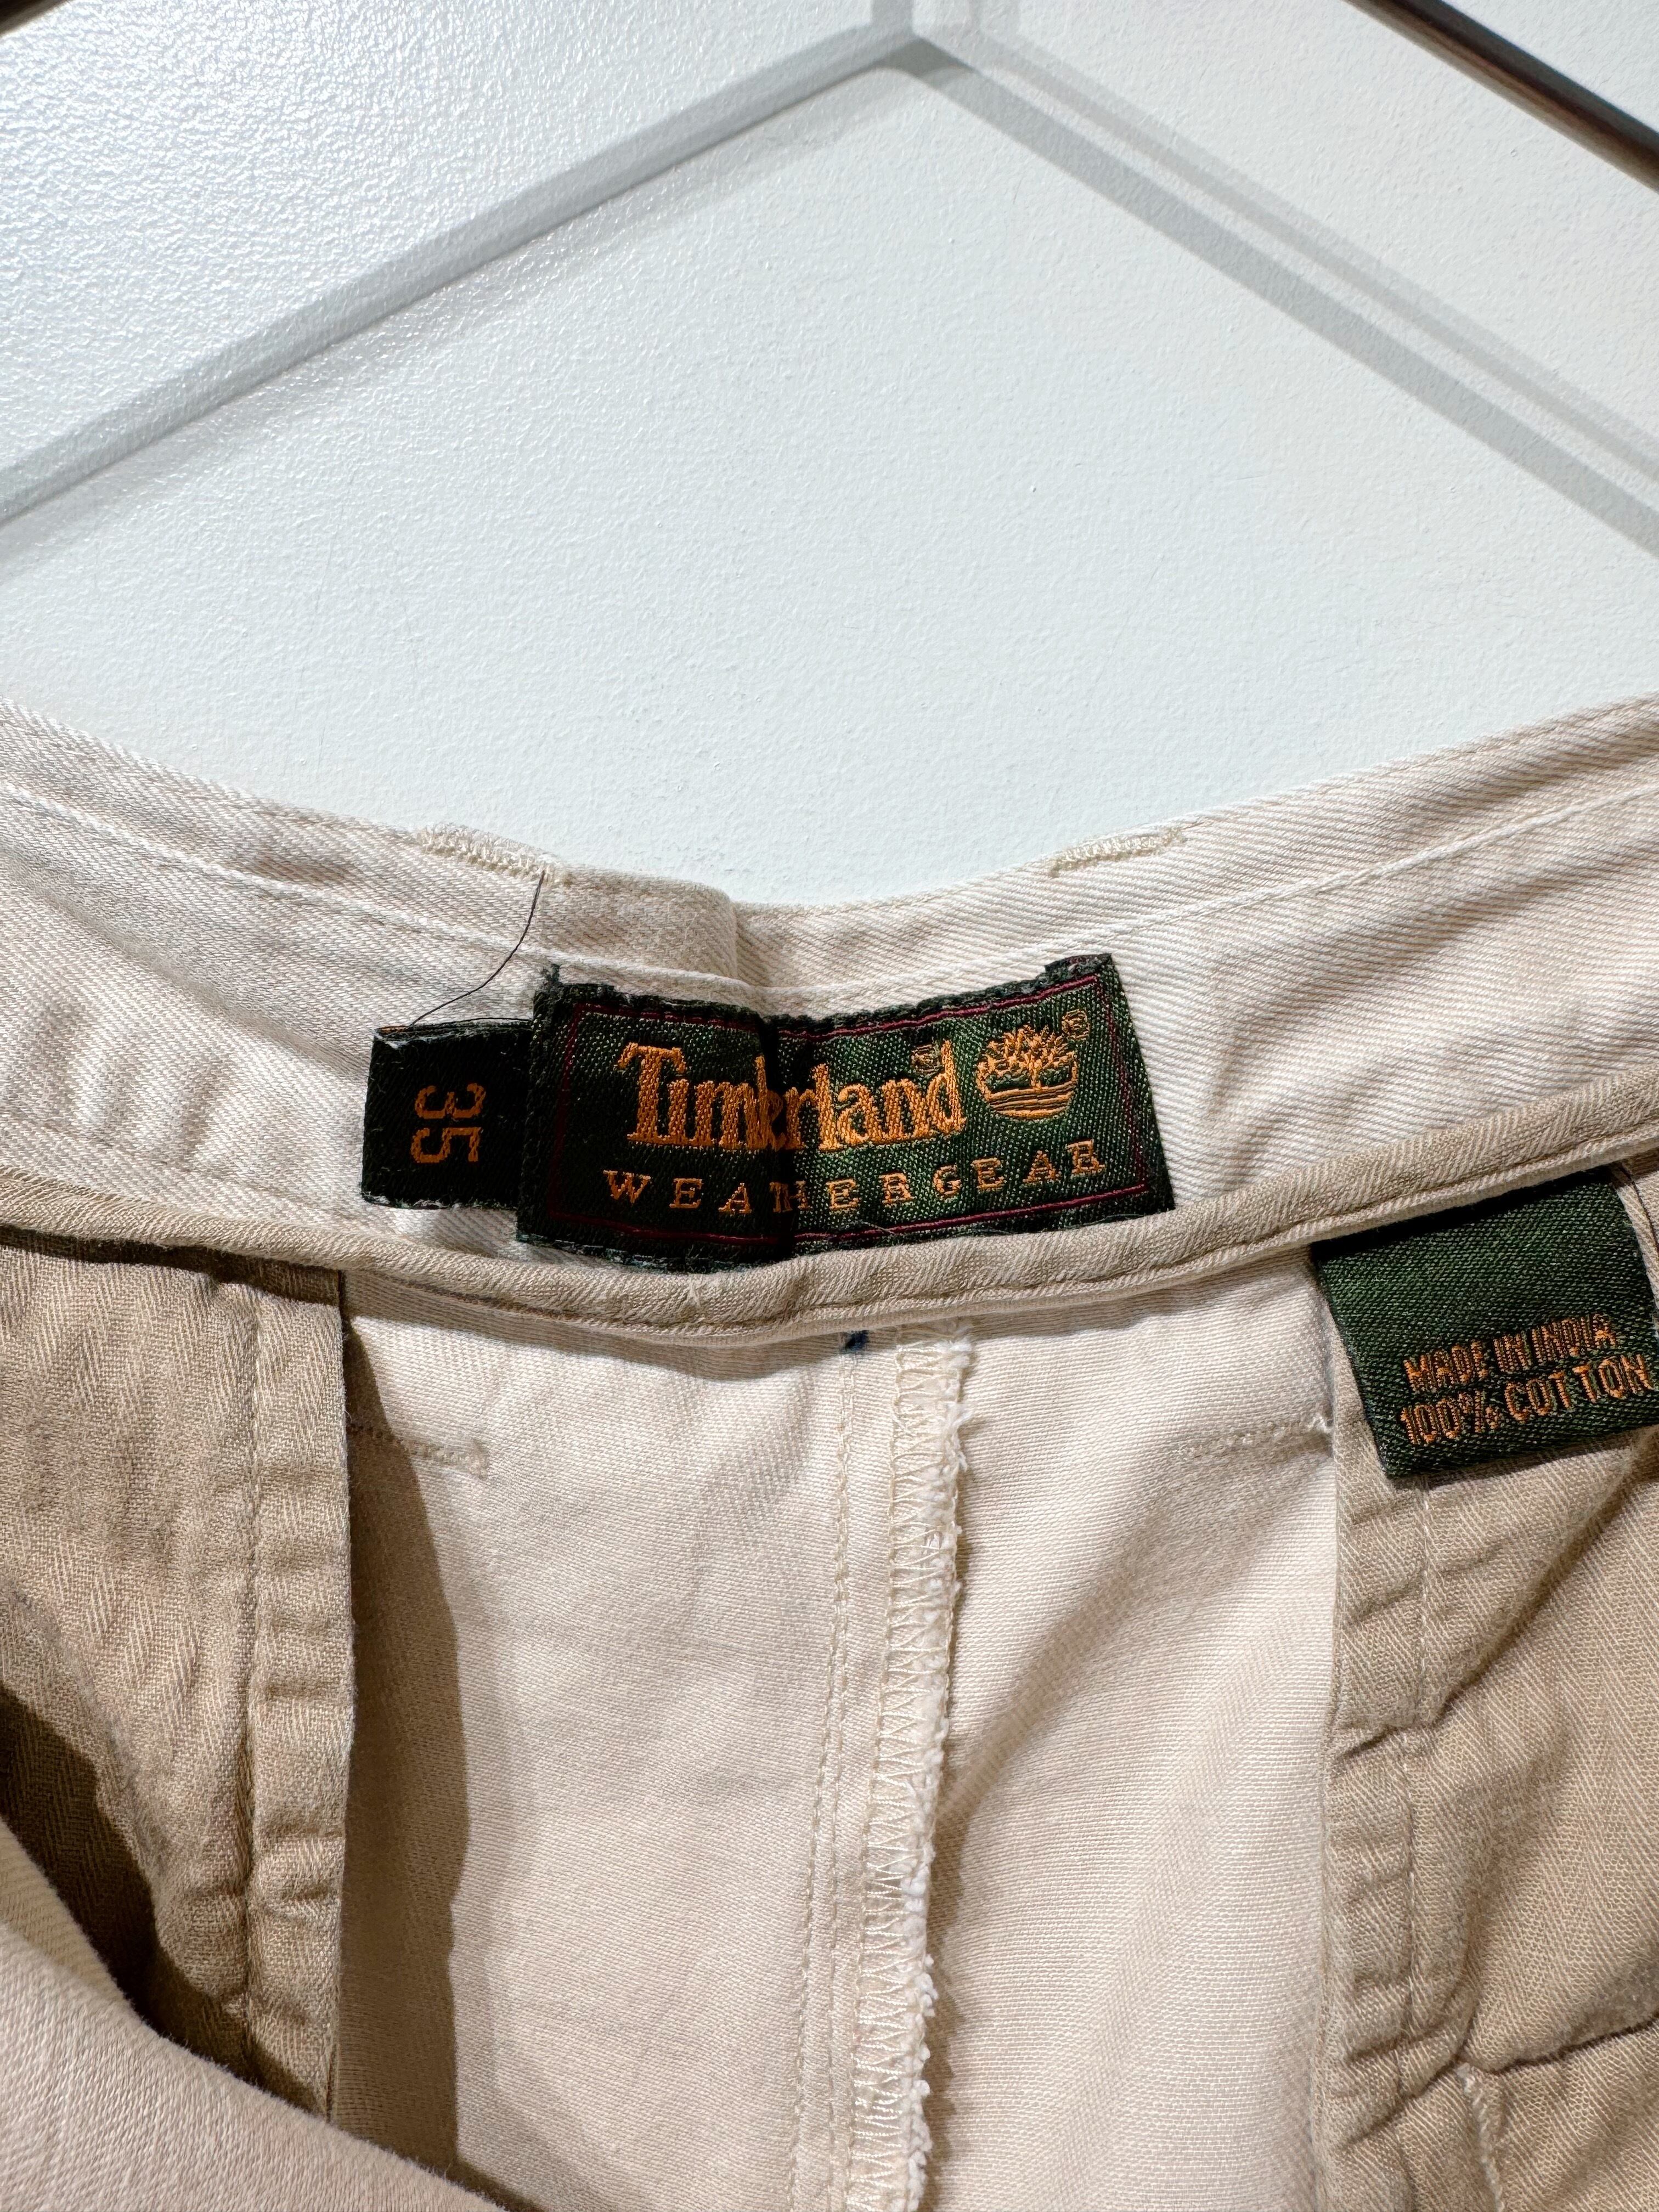 35
Timberland®
®
WEATHERGEAR
MADE IN INDIA
100% COTTON